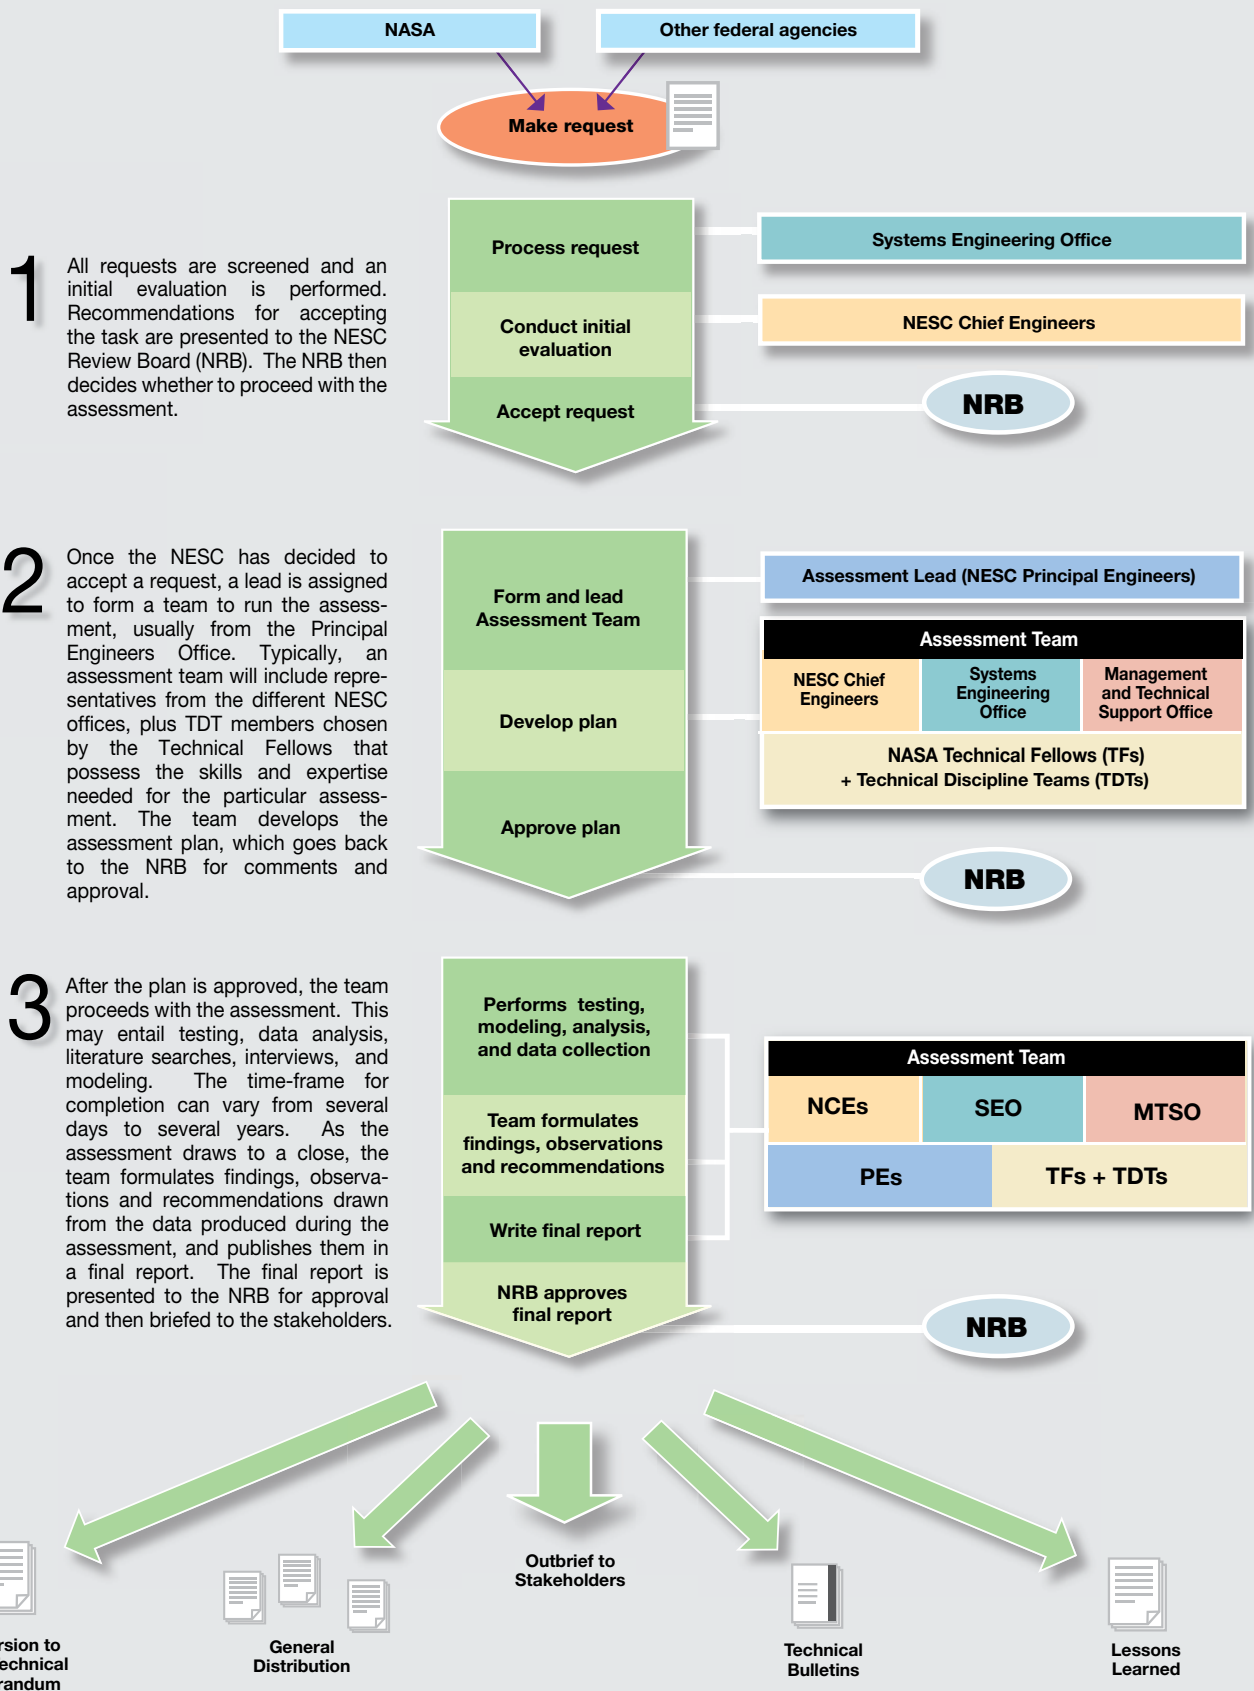 NASA
Other federal agencies
Make request
1
All requests are screened and an
initial evaluation is performed.
Recommendations for accepting
the task are presented to the NESC
Review Board (NRB). The NRB then
decides whether to proceed with the
assessment.
Process request
Conduct initial
evaluation
Accept request
Systems Engineering Office
NESC Chief Engineers
NRB
2
Once the NESC has decided to
accept a request, a lead is assigned
to form a team to run the assess-
ment, usually from the Principal
Engineers Office. Typically, an
assessment team will include repre-
sentatives from the different NESC
offices, plus TDT members chosen
by the Technical Fellows that
possess the skills and expertise
needed for the particular assess-
ment. The team develops the
assessment plan, which goes back
to the NRB for comments and
approval.
Form and lead
Assessment Team
Develop plan
Approve plan
Assessment Lead (NESC Principal Engineers)
Assessment Team
NESC Chief
Engineers
Systems
Engineering
Office
Management
and Technical
Support Office
NASA Technical Fellows (TFs)
+ Technical Discipline Teams (TDTs)
NRB
3
After the plan is approved, the team
proceeds with the assessment. This
may entail testing, data analysis,
literature searches, interviews, and
modeling. The time-frame for
completion can vary from several
days to several years. As the
assessment draws to a close, the
team formulates findings, observa-
tions and recommendations drawn
from the data produced during the
assessment, and publishes them in
a final report. The final report is
presented to the NRB for approval
and then briefed to the stakeholders.
Performs testing,
modeling, analysis,
and data collection
Team formulates
findings, observations
and recommendations
Write final report
NRB approves
final report
Assessment Team
NCEs
SEO
MTSO
PEs
TFs + TDTs
NRB
to
General
Distribution
Outbrief to
Stakeholders
Technical
Bulletins
Lessons
Learned